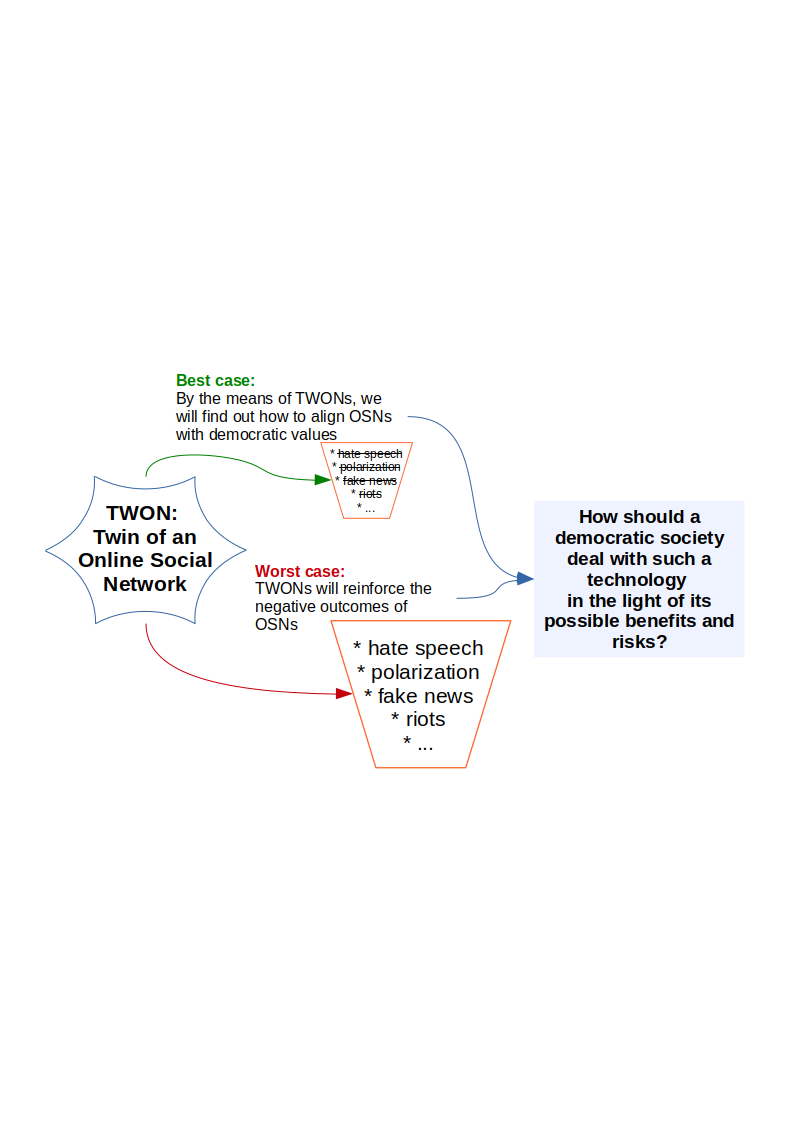 Best case:
By the means of TWONs, we
will find out how to align OSNs
with democratic values
* hate speech
* polarization
* fake news
* riots
* ...
TWON:
Twin of an
Online Social
Network
Worst case:
TWONs will reinforce the
negative outcomes of
OSNs
* hate speech
* polarization
* fake news
* riots
* ...
How should a
democratic society
deal with such a
technology
in the light of its
possible benefits and
risks?